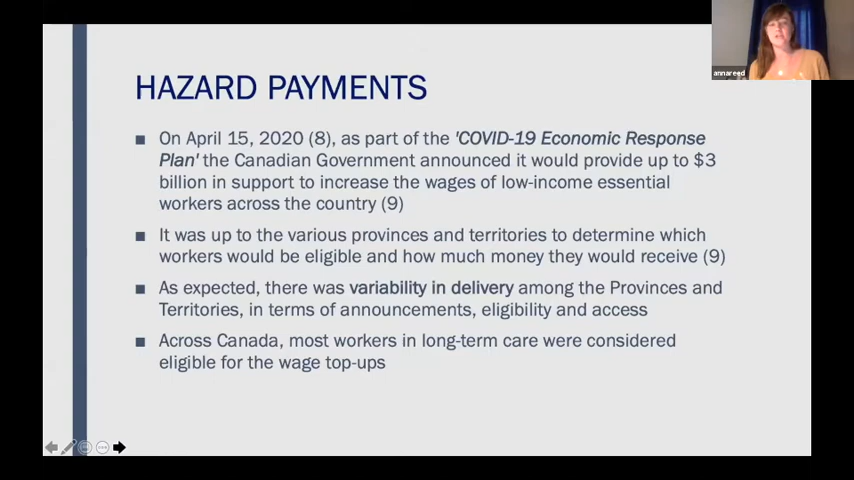 HAZARD PAYMENTS
■ On April 15, 2020 (8), as part of the 'COVID-19 Economic Response
Plan' the Canadian Government announced it would provide up to $3
billion in support to increase the wages of low-income essential
workers across the country (9)
■ It was up to the various provinces and territories to determine which
workers would be eligible and how much money they would receive (9)
■ As expected, there was variability in delivery among the Provinces and
Territories, in terms of announcements, eligibility and access
■ Across Canada, most workers in long-term care were considered
eligible for the wage top-ups
annareed